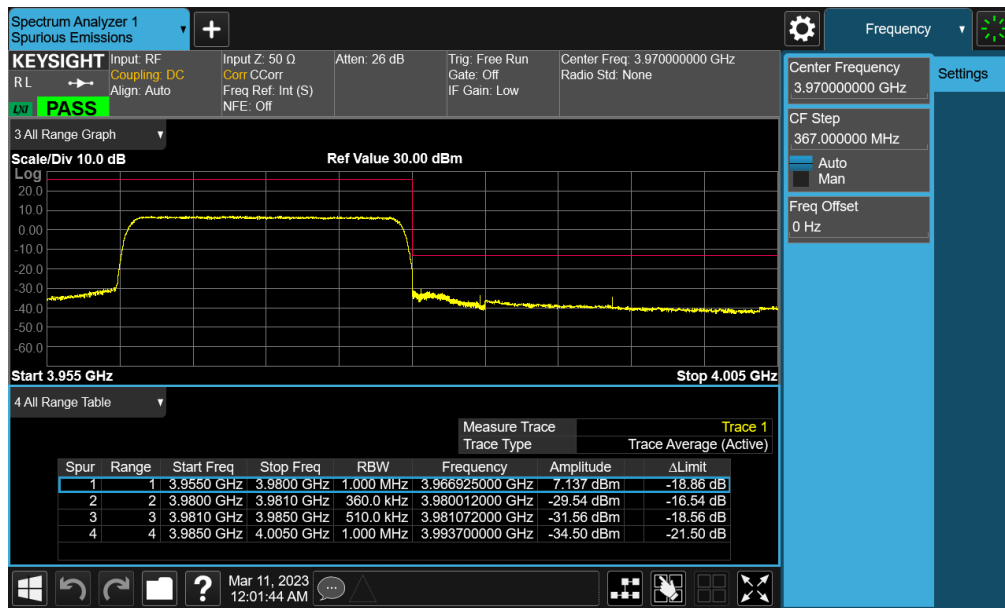 Spectrum Analyzer 1
Spurious Emissions
Frequency
KEYSIGHT
RL
LXI PASS
Input: RF
Coupling: DC
Align: Auto
Input Z: 50 Ω
Corr CCorr
Freq Ref: Int (S)
NFE: Off
Atten: 26 dB
Trig: Free Run
Gate: Off
IF Gain: Low
Center Freq: 3.970000000 GHz
Radio Std: None
Center Frequency
3.970000000 GHz
Settings
CF Step
367.000000 MHz
Auto
Man
Freq Offset
0 Hz
3 All Range Graph
Scale/Div 10.0 dB
Ref Value 30.00 dBm
Log
20.0
10.0
0.00
-10.0
-20.0
-30.0
-40.0
-50.0
-60.0
Start 3.955 GHz
Stop 4.005 GHz
4 All Range Table
Measure Trace Trace 1
Trace Type Trace Average (Active)
Spur Range Start Freq Stop Freq RBW Frequency Amplitude ΔLimit
1 1 3.9550 GHz 3.9800 GHz 1.000 MHz 3.966925000 GHz 7.137 dBm -18.86 dB
2 2 3.9800 GHz 3.9810 GHz 360.0 kHz 3.980012000 GHz -29.54 dBm -16.54 dB
3 3 3.9810 GHz 3.9850 GHz 510.0 kHz 3.981072000 GHz -31.56 dBm -18.56 dB
4 4 3.9850 GHz 4.0050 GHz 1.000 MHz 3.993700000 GHz -34.50 dBm -21.50 dB
Mar 11, 2023
12:01:44 AM